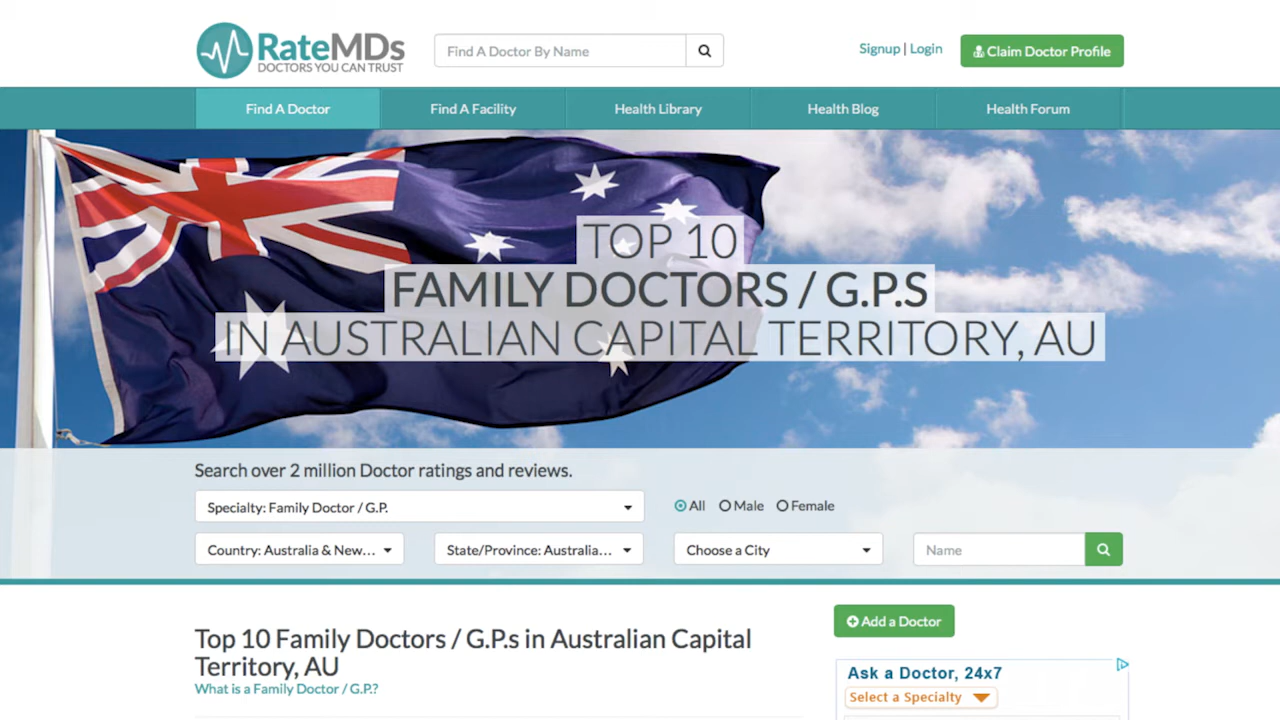 RateMDs
DOCTORS YOU CAN TRUST
Find A Doctor By Name
Signup | Login
Claim Doctor Profile
Find A Doctor
Find A Facility
Health Library
Health Blog
Health Forum
TOP 10
FAMILY DOCTORS / G.P.S
IN AUSTRALIAN CAPITAL TERRITORY, AU
Search over 2 million Doctor ratings and reviews.
Specialty: Family Doctor / G.P.
All
Male
Female
Country: Australia & New...
State/Province: Australia...
Choose a City
Name
Add a Doctor
Top 10 Family Doctors / G.P.s in Australian Capital
Territory, AU
What is a Family Doctor / G.P.?
Ask a Doctor, 24x7
Select a Specialty